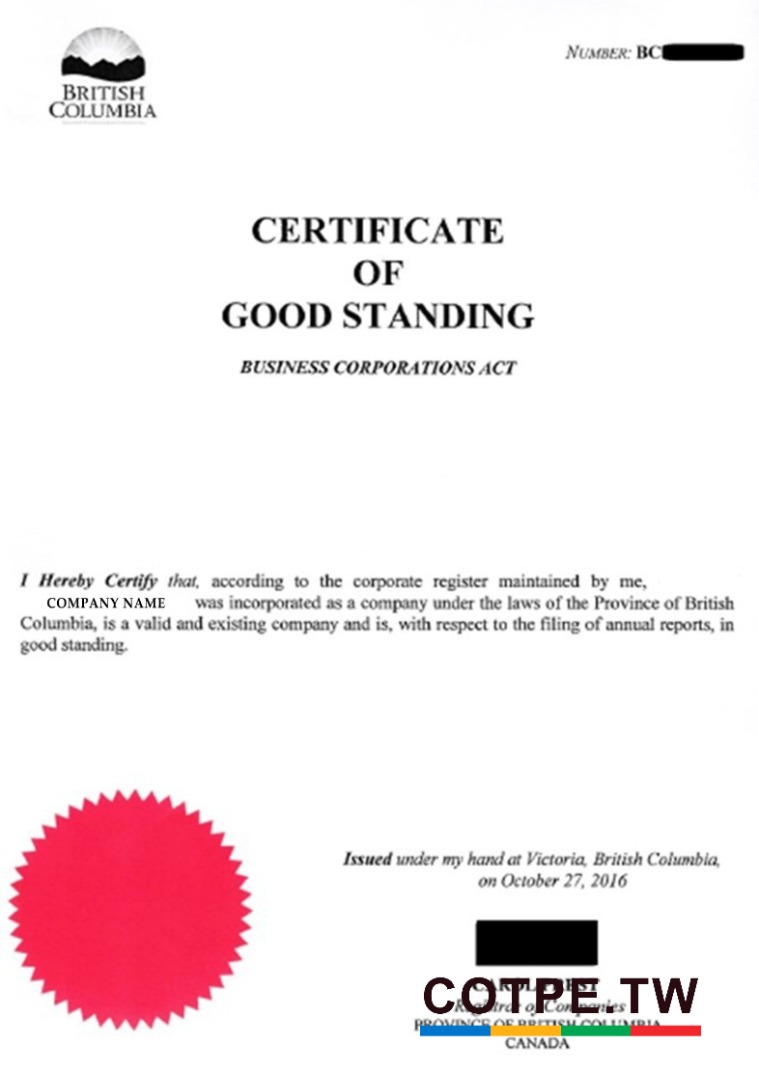 BRITISH
COLUMBIA
NUMBER: BC
CERTIFICATE
OF
GOOD STANDING
BUSINESS CORPORATIONS ACT
I Hereby Certify that, according to the corporate register maintained by me,
COMPANY NAME was incorporated as a company under the laws of the Province of British
Columbia, is a valid and existing company and is, with respect to the filing of annual reports, in
good standing.
Issued under my hand at Victoria, British Columbia,
on October 27, 2016
COTPE.TW
Registrar of Companies
PROVINCE OF BRITISH COLUMBIA
CANADA